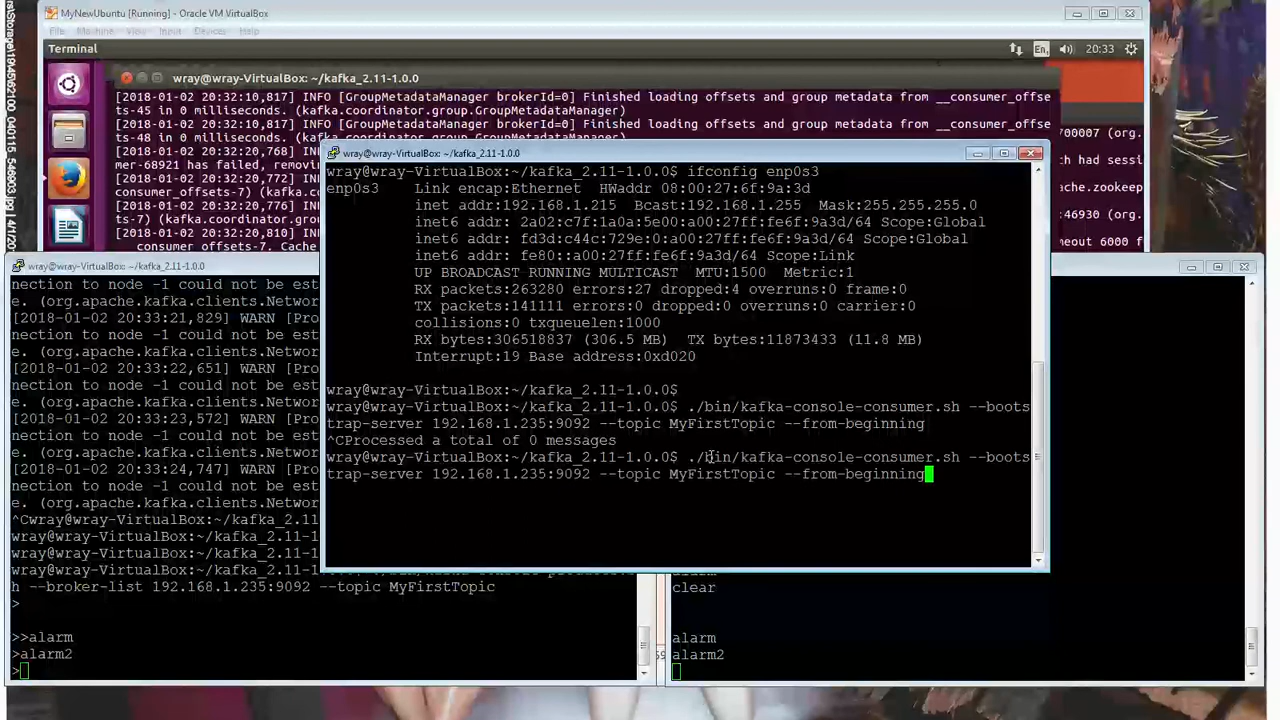 MyNewUbuntu [Running] - Oracle VM VirtualBox
File Machine View Input Devices Help
Terminal
En
20:33
wray@wray-VirtualBox: ~/kafka_2.11-1.0.0
[2018-01-02 20:32:10,817] INFO [GroupMetadataManager brokerId=0] Finished loading offsets and group metadata from __consumer_offse
ts-45 in 0 milliseconds. (kafka.coordinator.group.GroupMetadataManager)
[2018-01-02 20:32:10,817] INFO [GroupMetadataManager brokerId=0] Finished loading offsets and group metadata from __consumer_offse
ts-48 in 0 milliseconds. (kafka.coordinator.group.GroupMetadataManager)
[2018-01-02 20:32:20,768]
mer-68921 has failed, removin
[2018-01-02 20:32:20,772]
consumer_offsets-7) (kafka.co
[2018-01-02 20:32:20,772]
ts-7) (kafka.coordinator.grou
[2018-01-02 20:32:20,810]
consumer offsets-7. Cache
700007 (org.
ch had sessi
ache.zookeep
:46930 (org.
meout 6000 f
wray@wray-VirtualBox: ~/kafka_2.11-1.0.0
wray@wray-VirtualBox:~/kafka_2.11-1.0.0$ ifconfig enp0s3
enp0s3 Link encap:Ethernet HWaddr 08:00:27:6f:9a:3d
inet addr:192.168.1.215 Bcast:192.168.1.255 Mask:255.255.255.0
inet6 addr: 2a02:c7f:1a0a:5e00:a00:27ff:fe6f:9a3d/64 Scope:Global
inet6 addr: fd3d:c44c:729e:0:a00:27ff:fe6f:9a3d/64 Scope:Global
inet6 addr: fe80::a00:27ff:fe6f:9a3d/64 Scope:Link
UP BROADCAST RUNNING MULTICAST MTU:1500 Metric:1
RX packets:263280 errors:27 dropped:4 overruns:0 frame:0
TX packets:141111 errors:0 dropped:0 overruns:0 carrier:0
collisions:0 txqueuelen:1000
RX bytes:306518837 (306.5 MB) TX bytes:11873433 (11.8 MB)
Interrupt:19 Base address:0xd020
wray@wray-VirtualBox:~/kafka_2.11-1.0.0$
wray@wray-VirtualBox:~/kafka_2.11-1.0.0$ ./bin/kafka-console-consumer.sh --boots
trap-server 192.168.1.215:9092 --topic MyFirstTopic --from-beginning
^CProcessed a total of 0 messages
wray@wray-VirtualBox:~/kafka_2.11-1.0.0$ ./bin/kafka-console-consumer.sh --boots
trap-server 192.168.1.235:9092 --topic MyFirstTopic --from-beginning
wray@wray-VirtualBox: ~/kafka_2.11-1.0.0
nection to node -1 could not be est
e. (org.apache.kafka.clients.Networ
[2018-01-02 20:33:21,829] WARN [Pro
nection to node -1 could not be est
e. (org.apache.kafka.clients.Networ
[2018-01-02 20:33:22,651] WARN [Pro
nection to node -1 could not be est
e. (org.apache.kafka.clients.Networ
[2018-01-02 20:33:23,572] WARN [Pro
nection to node -1 could not be est
e. (org.apache.kafka.clients.Networ
[2018-01-02 20:33:24,747] WARN [Pro
nection to node -1 could not be est
e. (org.apache.kafka.clients.Networ
^Cwray@wray-VirtualBox:~/kafka_2.11
wray@wray-VirtualBox:~/kafka_2.11-1
wray@wray-VirtualBox:~/kafka_2.11-1
wray@wray-VirtualBox:~/kafka_2.11-1
h --broker-list 192.168.1.235:9092 --topic MyFirstTopic
>
>>alarm
>alarm2
>
clear
alarm
alarm2